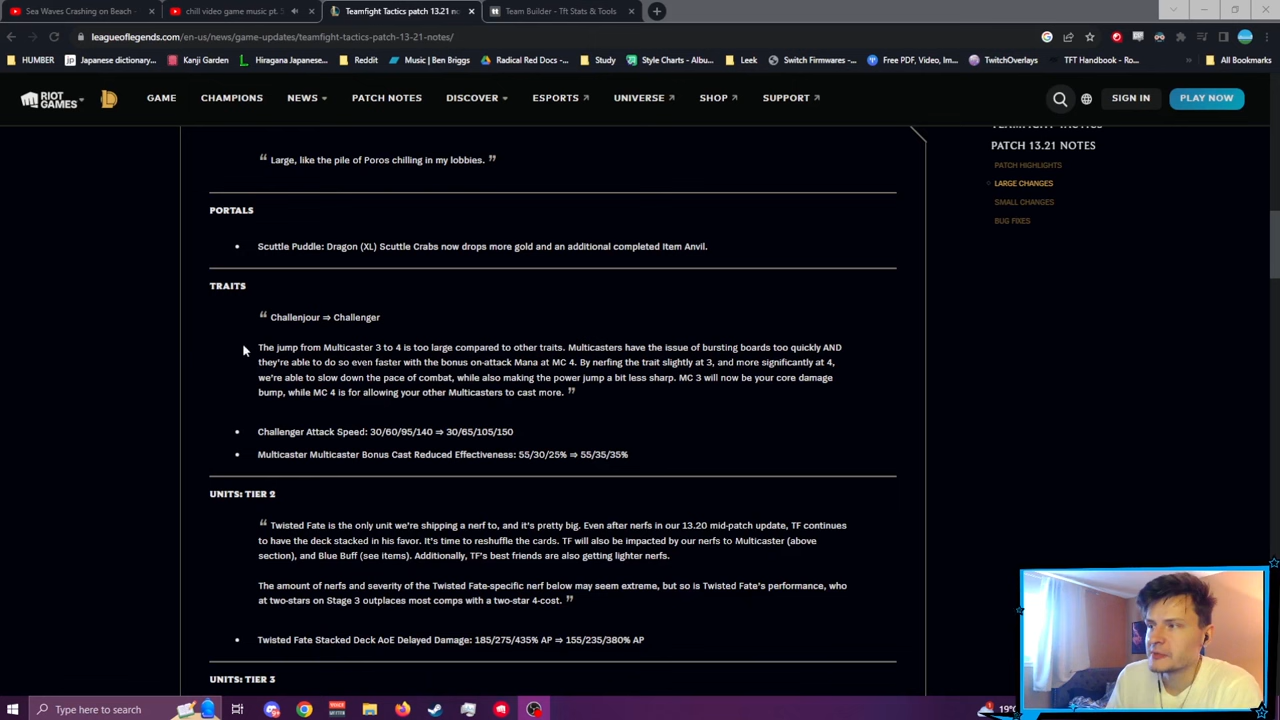 Sea Waves Crashing on Beach -
chill video game music pt. 5
Teamfight Tactics patch 13.21 no
Team Builder - Tft Stats & Tools
leagueoflegends.com/en-us/news/game-updates/teamfight-tactics-patch-13-21-notes/
HUMBER
Japanese dictionary...
Kanji Garden
Hiragana Japanese...
Reddit
Music | Ben Briggs
Radical Red Docs -...
Study
Style Charts - Albu...
Leek
Switch Firmwares -...
Free PDF, Video, Im...
TwitchOverlays
TFT Handbook - Ro...
All Bookmarks
RIOT GAMES
GAME
CHAMPIONS
NEWS
PATCH NOTES
DISCOVER
ESPORTS
UNIVERSE
SHOP
SUPPORT
SIGN IN
PLAY NOW
TEAMFIGHT TACTICS
PATCH 13.21 NOTES
PATCH HIGHLIGHTS
LARGE CHANGES
SMALL CHANGES
BUG FIXES
“ Large, like the pile of Poros chilling in my lobbies. ”
PORTALS
• Scuttle Puddle: Dragon (XL) Scuttle Crabs now drops more gold and an additional completed Item Anvil.
TRAITS
“ Challenjour ⇒ Challenger
The jump from Multicaster 3 to 4 is too large compared to other traits. Multicasters have the issue of bursting boards too quickly AND
they’re able to do so even faster with the bonus on-attack Mana at MC 4. By nerfing the trait slightly at 3, and more significantly at 4,
we’re able to slow down the pace of combat, while also making the power jump a bit less sharp. MC 3 will now be your core damage
bump, while MC 4 is for allowing your other Multicasters to cast more. ”
• Challenger Attack Speed: 30/60/95/140 ⇒ 30/65/105/150
• Multicaster Multicaster Bonus Cast Reduced Effectiveness: 55/30/25% ⇒ 55/35/35%
UNITS: TIER 2
“ Twisted Fate is the only unit we’re shipping a nerf to, and it’s pretty big. Even after nerfs in our 13.20 mid-patch update, TF continues
to have the deck stacked in his favor. It’s time to reshuffle the cards. TF will also be impacted by our nerfs to Multicaster (above
section), and Blue Buff (see items). Additionally, TF’s best friends are also getting lighter nerfs.
The amount of nerfs and severity of the Twisted Fate-specific nerf below may seem extreme, but so is Twisted Fate’s performance, who
at two-stars on Stage 3 outplaces most comps with a two-star 4-cost. ”
• Twisted Fate Stacked Deck AoE Delayed Damage: 185/275/435% AP ⇒ 155/235/380% AP
UNITS: TIER 3
Type here to search
19°